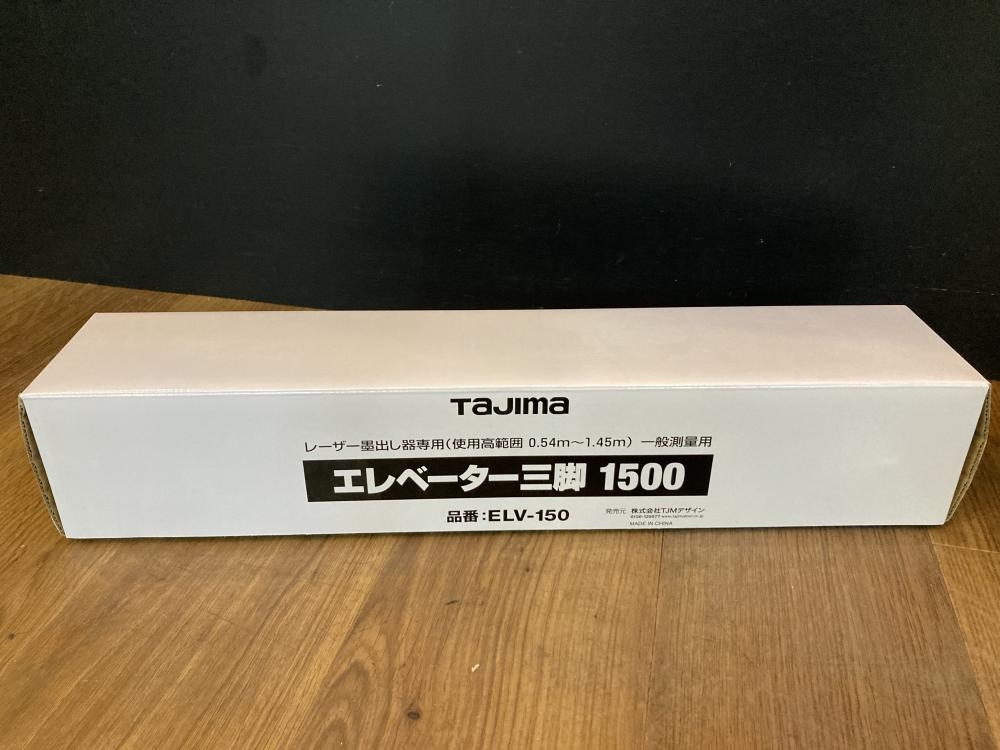 TaJIma
レーザー墨出し器専用(使用高範囲 0.54m～1.45m) 一般測量用
エレベーター三脚 1500
品番:ELV-150
発売元 株式会社TJMデザイン
MADE IN CHINA